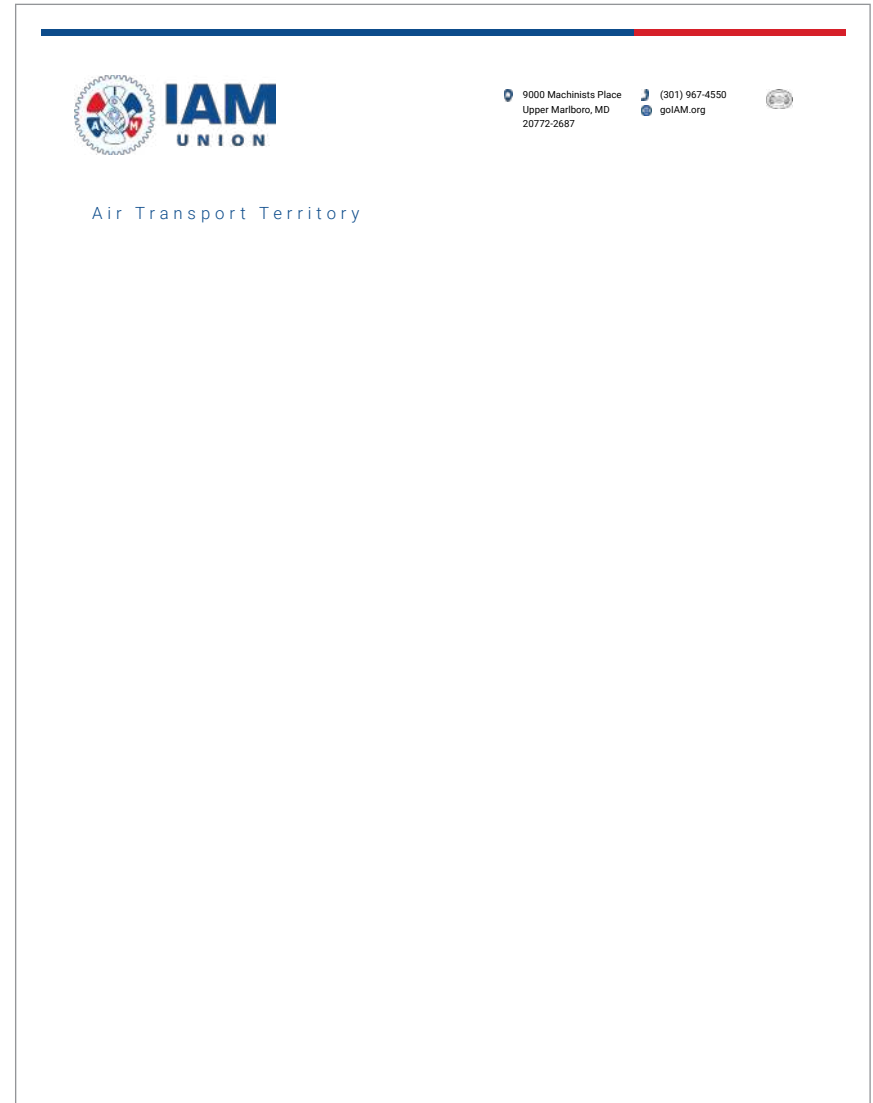 IAM
UNION
A M
9000 Machinists Place
Upper Marlboro, MD
20772-2687
(301) 967-4550
goIAM.org
Air Transport Territory